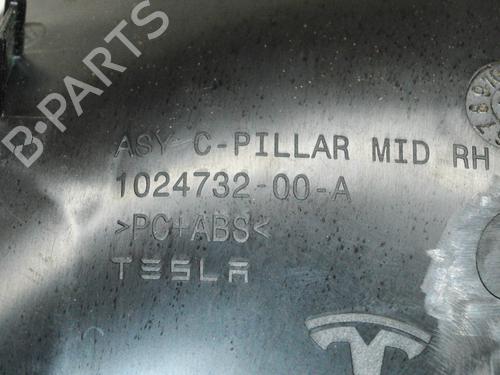 B-PARTS
ASY C-PILLAR MID RH
1024732-00-A
>PC+ABS<
TESLA